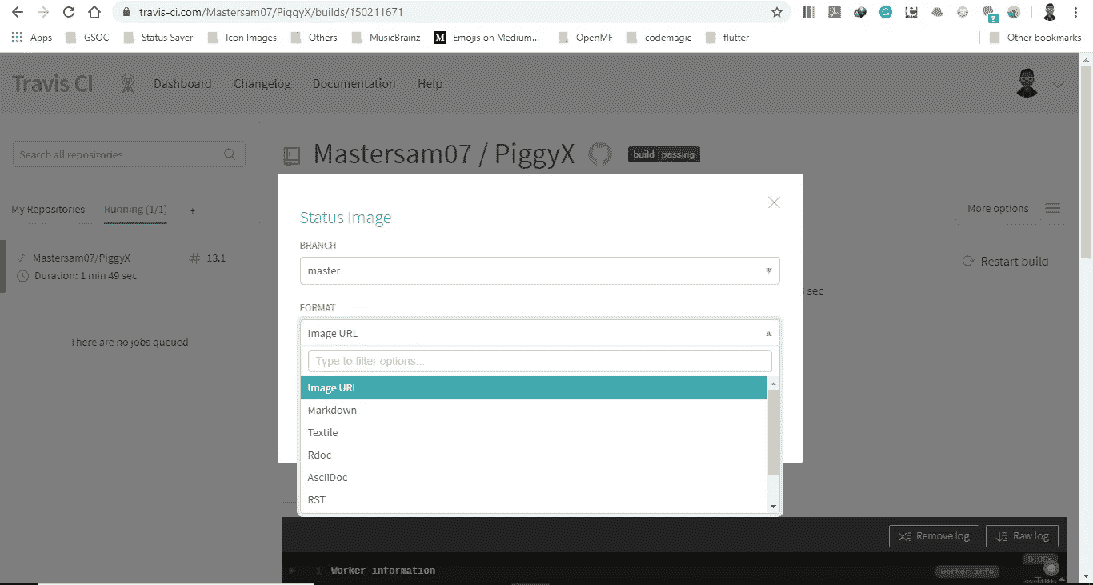 travis-ci.com/Mastersam07/PiggyX/builds/150211671
Apps GSOC Status Saver Icon Images Others MusicBrainz M Emojis on Medium... OpenMF codemagic flutter Other bookmarks
Travis CI Dashboard Changelog Documentation Help
Search all repositories
Mastersam07 / PiggyX build passing
My Repositories Running (1/1) +
More options
Mastersam07/PiggyX # 13.1
Duration: 1 min 49 sec
There are no jobs queued
Restart build
sec
Status Image
BRANCH
master
FORMAT
Image URL
Type to filter options...
Image URL
Markdown
Textile
Rdoc
AsciiDoc
RST
Remove log Raw log
1 Worker information
worker_info